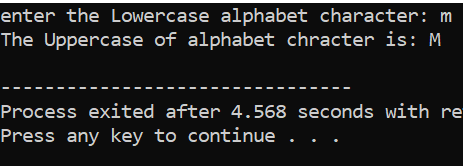 enter the Lowercase alphabet character: m
The Uppercase of alphabet chracter is: M
--------------------------------
Process exited after 4.568 seconds with re
Press any key to continue . . .